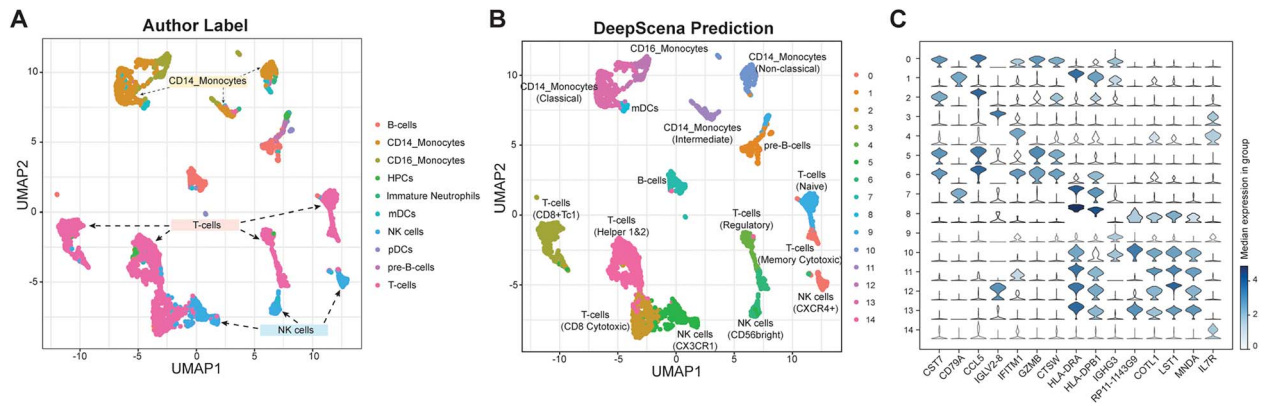 A
Author Label
UMAP2
10
5
0
-5
-10
-5
0
5
10
UMAP1
CD14_Monocytes
T-cells
NK cells
B-cells
CD14_Monocytes
CD16_Monocytes
HPCs
Immature Neutrophils
mDCs
NK cells
pDCs
pre-B-cells
T-cells
B
DeepScena Prediction
UMAP2
10
5
0
-5
-10
-5
0
5
10
UMAP1
CD16_Monocytes
CD14_Monocytes
(Non-classical)
CD14_Monocytes
(Classical)
mDCs
CD14_Monocytes
(Intermediate)
pre-B-cells
B-cells
T-cells
(Naive)
T-cells
(CD8+Tc1)
T-cells
(Helper 1&2)
T-cells
(Regulatory)
T-cells
(Memory Cytotoxic)
NK cells
(CXCR4+)
T-cells
(CD8 Cytotoxic)
NK cells
(CX3CR1)
NK cells
(CD56bright)
0
1
2
3
4
5
6
7
8
9
10
11
12
13
14
C
0
1
2
3
4
5
6
7
8
9
10
11
12
13
14
CST7
CD79A
CCL5
IGLV2-8
IFITM1
GZMB
CTSW
HLA-DRA
HLA-DPB1
IGHG3
RP11-1143G9
COTL1
LST1
MNDA
IL7R
Median expression in group
4
2
0